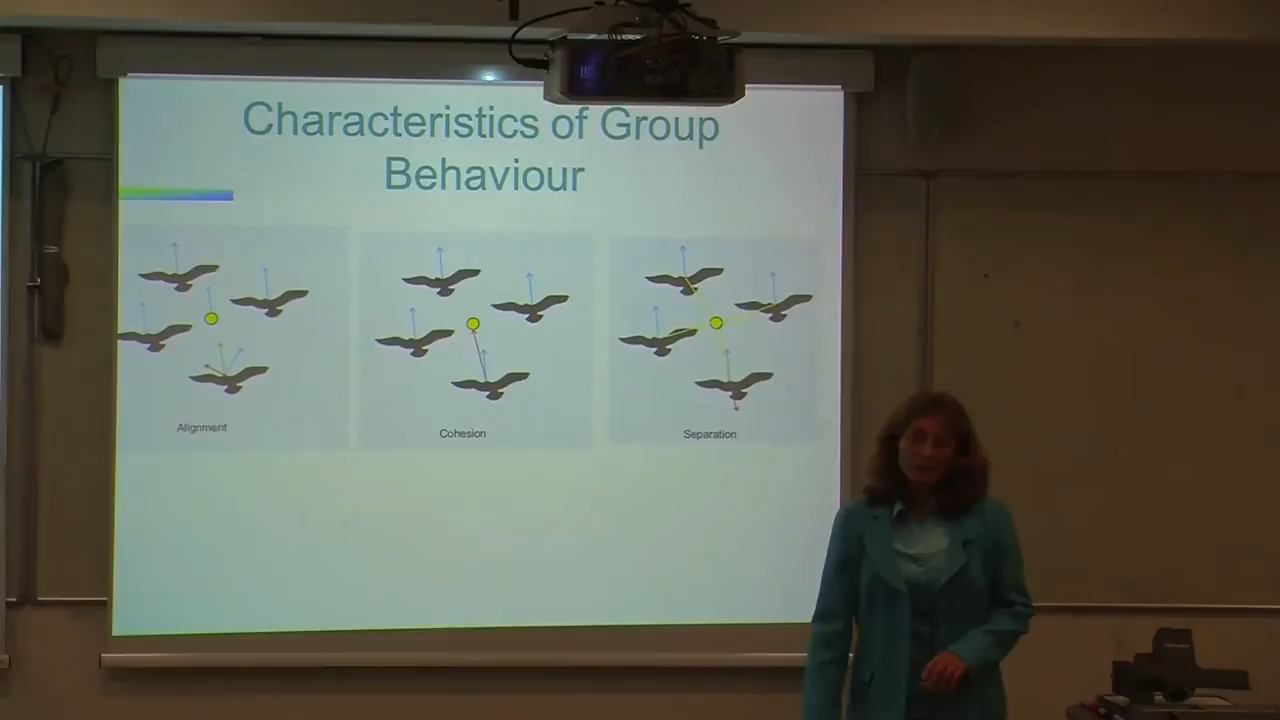 Characteristics of Group
Behaviour
Alignment
Cohesion
Separation